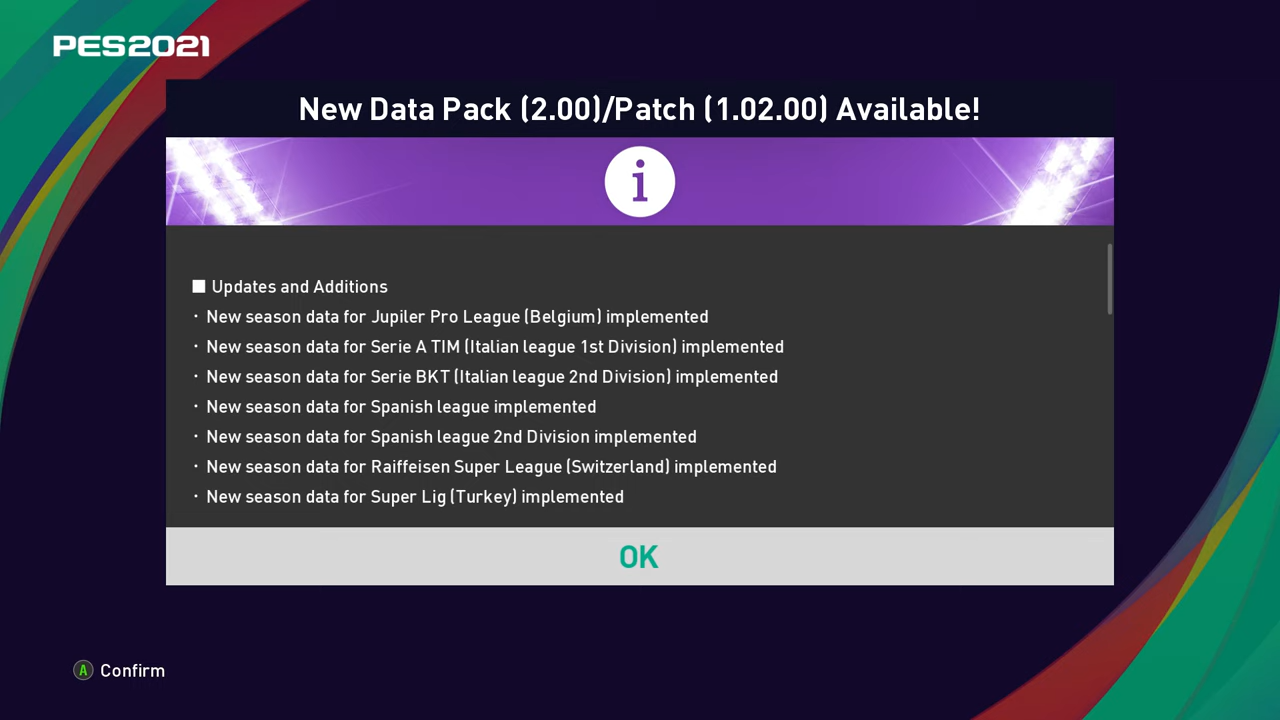 PES2021
New Data Pack (2.00)/Patch (1.02.00) Available!
i
■ Updates and Additions
・New season data for Jupiler Pro League (Belgium) implemented
・New season data for Serie A TIM (Italian league 1st Division) implemented
・New season data for Serie BKT (Italian league 2nd Division) implemented
・New season data for Spanish league implemented
・New season data for Spanish league 2nd Division implemented
・New season data for Raiffeisen Super League (Switzerland) implemented
・New season data for Super Lig (Turkey) implemented
OK
A Confirm